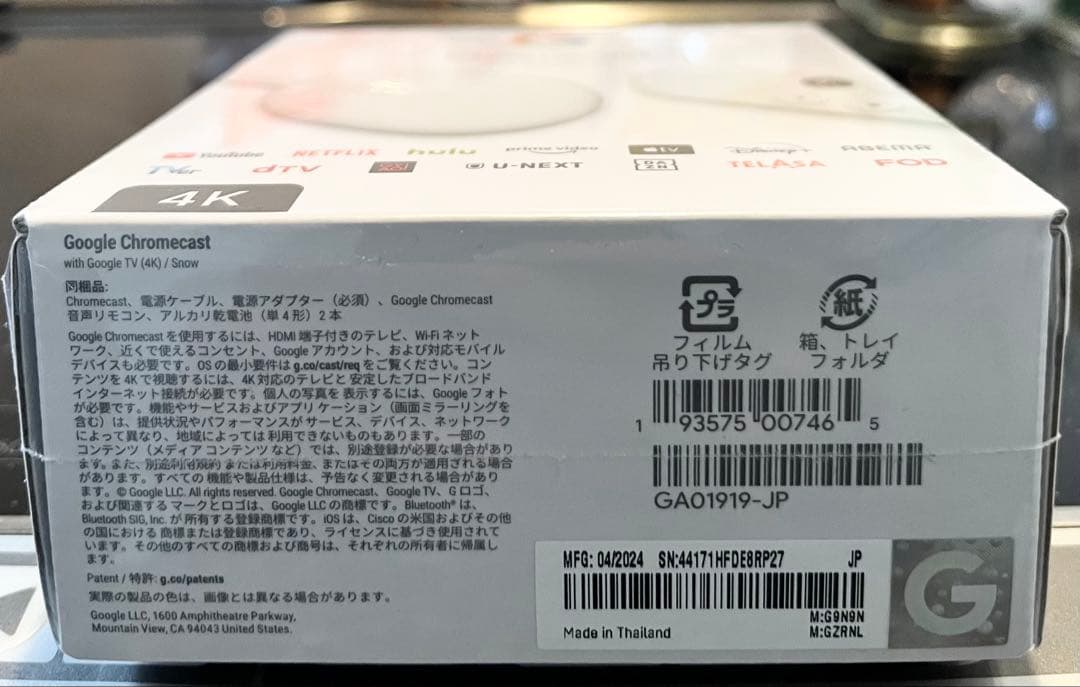 YouTube NETFLIX hulu prime video tv Disney+ ABEMA
TVer dTV U-NEXT DAZN TELASA FOD
4K
Google Chromecast
with Google TV (4K) / Snow
同梱品:
Chromecast、電源ケーブル、電源アダプター（必須）、Google Chromecast
音声リモコン、アルカリ乾電池（単4形）2本
Google Chromecast を使用するには、HDMI 端子付きのテレビ、Wi-Fi ネット
ワーク、近くで使えるコンセント、Google アカウント、および対応モバイル
デバイスも必要です。OS の最小要件は g.co/cast/req をご覧ください。コン
テンツを 4K で視聴するには、4K 対応のテレビと安定したブロードバンド
インターネット接続が必要です。個人の写真を表示するには、Google フォト
が必要です。機能やサービスおよびアプリケーション（画面ミラーリングを
含む）は、提供状況やパフォーマンスがサービス、デバイス、ネットワーク
によって異なり、地域によっては利用できないものもあります。一部の
コンテンツ（メディア コンテンツなど）では、別途登録が必要な場合があり
ます。また、別途利用規約または利用料金、またはその両方が適用される場合
があります。すべての機能や製品仕様は、予告なく変更される場合があり
ます。© Google LLC. All rights reserved. Google Chromecast、Google TV、G ロゴ、
および関連するマークとロゴは、Google LLC の商標です。Bluetooth® は、
Bluetooth SIG, Inc. が所有する登録商標です。iOS は、Cisco の米国およびその他
の国における商標または登録商標であり、ライセンスに基づき使用されて
います。その他のすべての商標および商号は、それぞれの所有者に帰属し
ます。
Patent / 特許: g.co/patents
実際の製品の色は、画像とは異なる場合があります。
Google LLC, 1600 Amphitheatre Parkway,
Mountain View, CA 94043 United States.
プラ 紙
フィルム 箱、トレイ
吊り下げタグ フォルダ
1 93575 00746 5
GA01919-JP
MFG: 04/2024 SN:44171HFDE8RP27 JP
M:G9N9N
Made in Thailand M:GZRNL
G